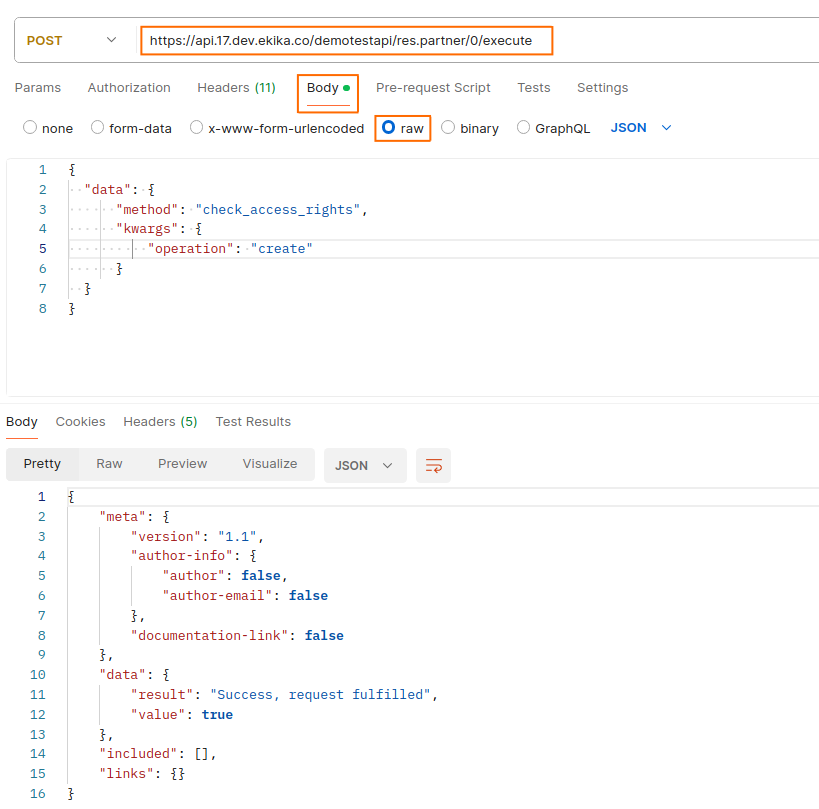 POST https://api.17.dev.ekika.co/demotestapi/res.partner/0/execute
Params Authorization Headers (11) Body Pre-request Script Tests Settings
none form-data x-www-form-urlencoded raw binary GraphQL JSON
1 {
2 "data": {
3 "method": "check_access_rights",
4 "kwargs": {
5 "operation": "create"
6 }
7 }
8 }
Body Cookies Headers (5) Test Results
Pretty Raw Preview Visualize JSON
1 {
2 "meta": {
3 "version": "1.1",
4 "author-info": {
5 "author": false,
6 "author-email": false
7 },
8 "documentation-link": false
9 },
10 "data": {
11 "result": "Success, request fulfilled",
12 "value": true
13 },
14 "included": [],
15 "links": {}
16 }